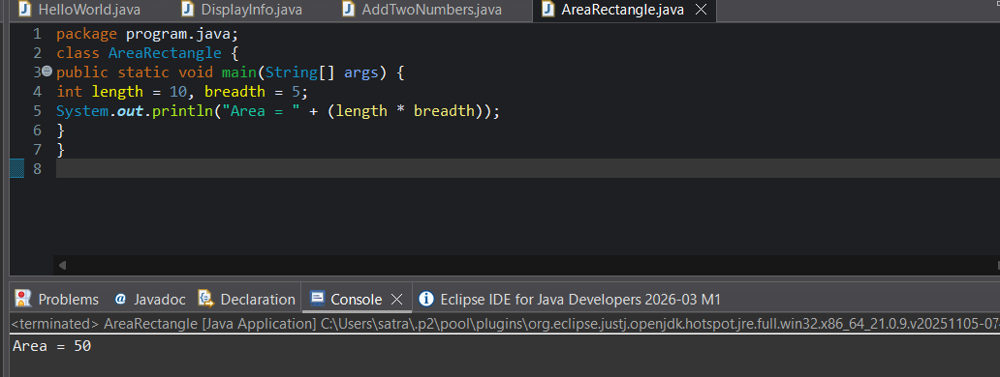 HelloWorld.java DisplayInfo.java AddTwoNumbers.java AreaRectangle.java
1 package program.java;
2 class AreaRectangle {
3 public static void main(String[] args) {
4 int length = 10, breadth = 5;
5 System.out.println("Area = " + (length * breadth));
6 }
7 }
8
Problems @ Javadoc Declaration Console Eclipse IDE for Java Developers 2026-03 M1
<terminated> AreaRectangle [Java Application] C:\Users\satra\.p2\pool\plugins\org.eclipse.justj.openjdk.hotspot.jre.full.win32.x86_64_21.0.9.v20251105-07
Area = 50